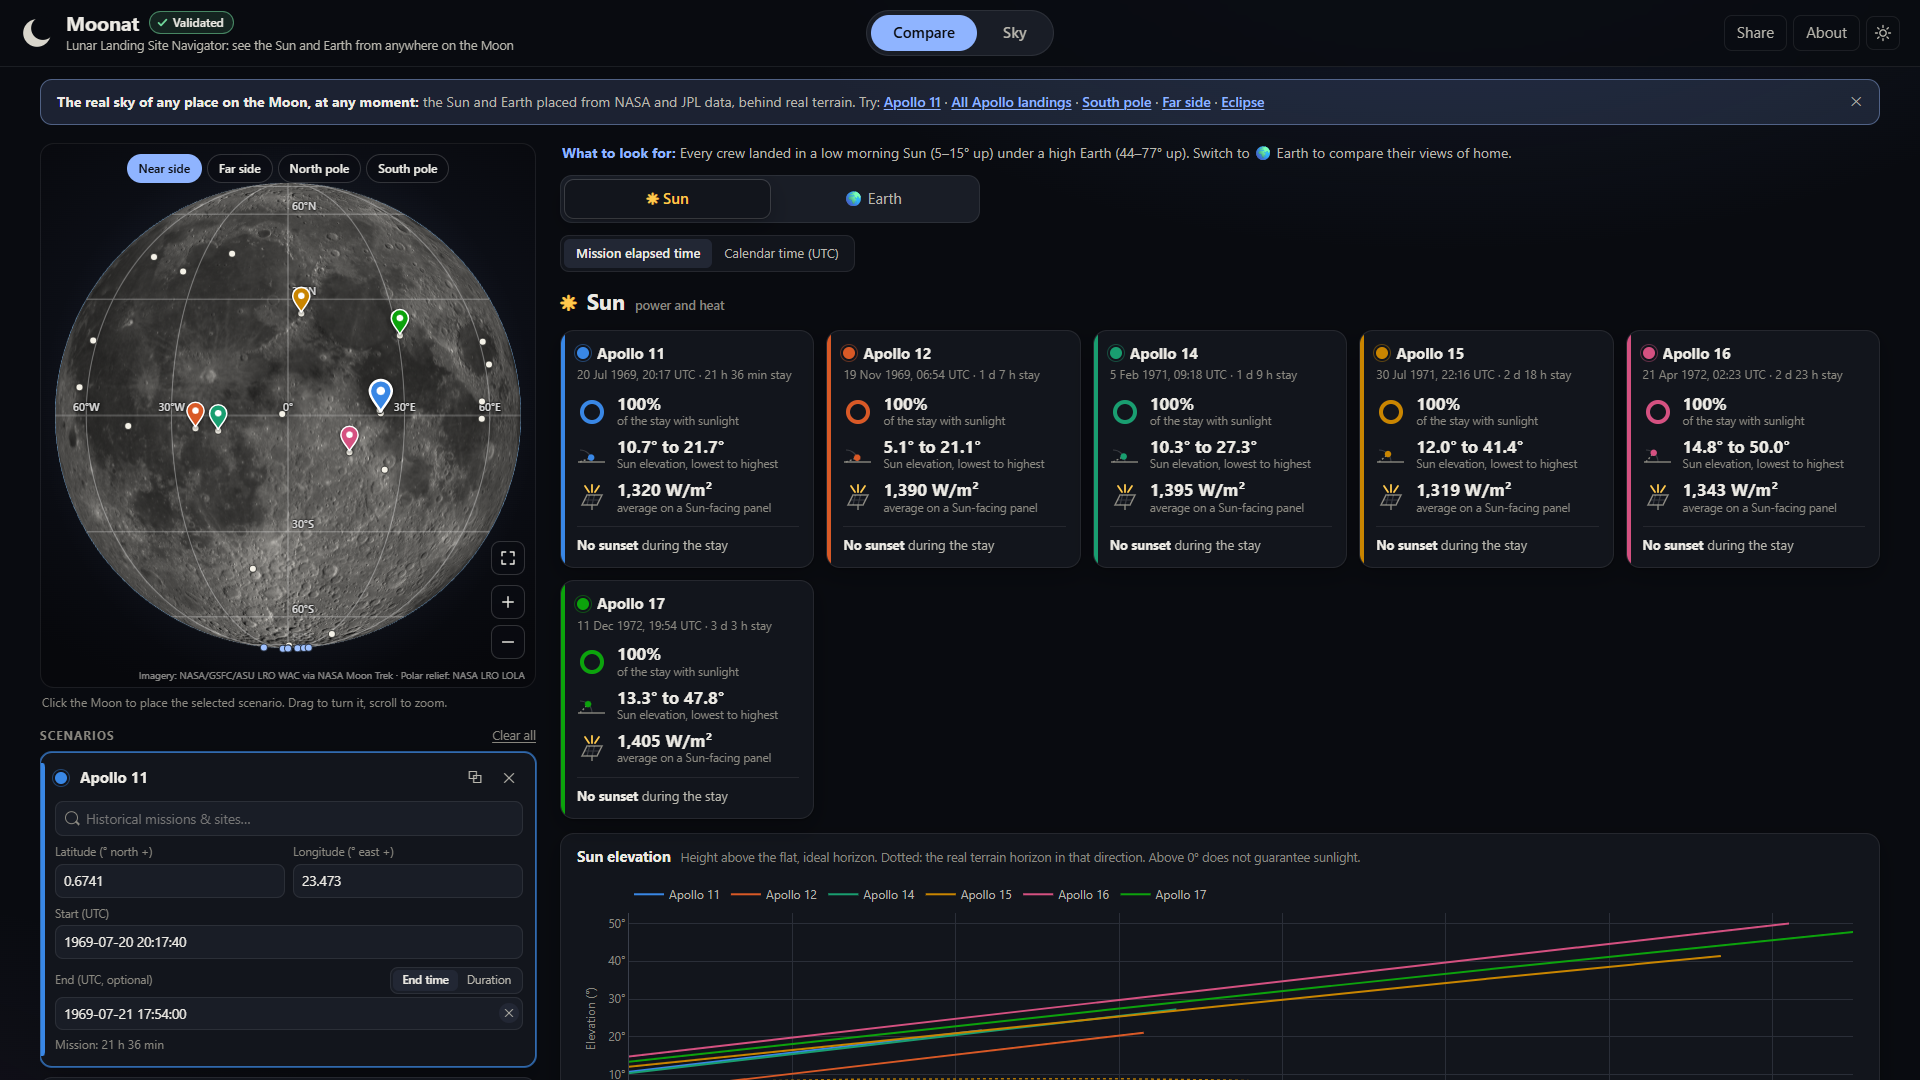 Moonat
Validated
Lunar Landing Site Navigator: see the Sun and Earth from anywhere on the Moon
Compare
Sky
Share
About
The real sky of any place on the Moon, at any moment: the Sun and Earth placed from NASA and JPL data, behind real terrain. Try: Apollo 11 · All Apollo landings · South pole · Far side · Eclipse
Near side
Far side
North pole
South pole
60°N
60°W
30°W
0°
30°E
60°E
30°S
60°S
Imagery: NASA/GSFC/ASU LRO WAC via NASA Moon Trek · Polar relief: NASA LRO LOLA
Click the Moon to place the selected scenario. Drag to turn it, scroll to zoom.
SCENARIOS
Clear all
Apollo 11
Historical missions & sites...
Latitude (° north +)
Longitude (° east +)
0.6741
23.473
Start (UTC)
1969-07-20 20:17:40
End (UTC, optional)
End time
Duration
1969-07-21 17:54:00
Mission: 21 h 36 min
What to look for: Every crew landed in a low morning Sun (5–15° up) under a high Earth (44–77° up). Switch to Earth to compare their views of home.
Sun
Earth
Mission elapsed time
Calendar time (UTC)
Sun power and heat
Apollo 11
20 Jul 1969, 20:17 UTC · 21 h 36 min stay
100%
of the stay with sunlight
10.7° to 21.7°
Sun elevation, lowest to highest
1,320 W/m²
average on a Sun-facing panel
No sunset during the stay
Apollo 12
19 Nov 1969, 06:54 UTC · 1 d 7 h stay
100%
of the stay with sunlight
5.1° to 21.1°
Sun elevation, lowest to highest
1,390 W/m²
average on a Sun-facing panel
No sunset during the stay
Apollo 14
5 Feb 1971, 09:18 UTC · 1 d 9 h stay
100%
of the stay with sunlight
10.3° to 27.3°
Sun elevation, lowest to highest
1,395 W/m²
average on a Sun-facing panel
No sunset during the stay
Apollo 15
30 Jul 1971, 22:16 UTC · 2 d 18 h stay
100%
of the stay with sunlight
12.0° to 41.4°
Sun elevation, lowest to highest
1,319 W/m²
average on a Sun-facing panel
No sunset during the stay
Apollo 16
21 Apr 1972, 02:23 UTC · 2 d 23 h stay
100%
of the stay with sunlight
14.8° to 50.0°
Sun elevation, lowest to highest
1,343 W/m²
average on a Sun-facing panel
No sunset during the stay
Apollo 17
11 Dec 1972, 19:54 UTC · 3 d 3 h stay
100%
of the stay with sunlight
13.3° to 47.8°
Sun elevation, lowest to highest
1,405 W/m²
average on a Sun-facing panel
No sunset during the stay
Sun elevation Height above the flat, ideal horizon. Dotted: the real terrain horizon in that direction. Above 0° does not guarantee sunlight.
Apollo 11
Apollo 12
Apollo 14
Apollo 15
Apollo 16
Apollo 17
Elevation (°)
50°
40°
30°
20°
10°